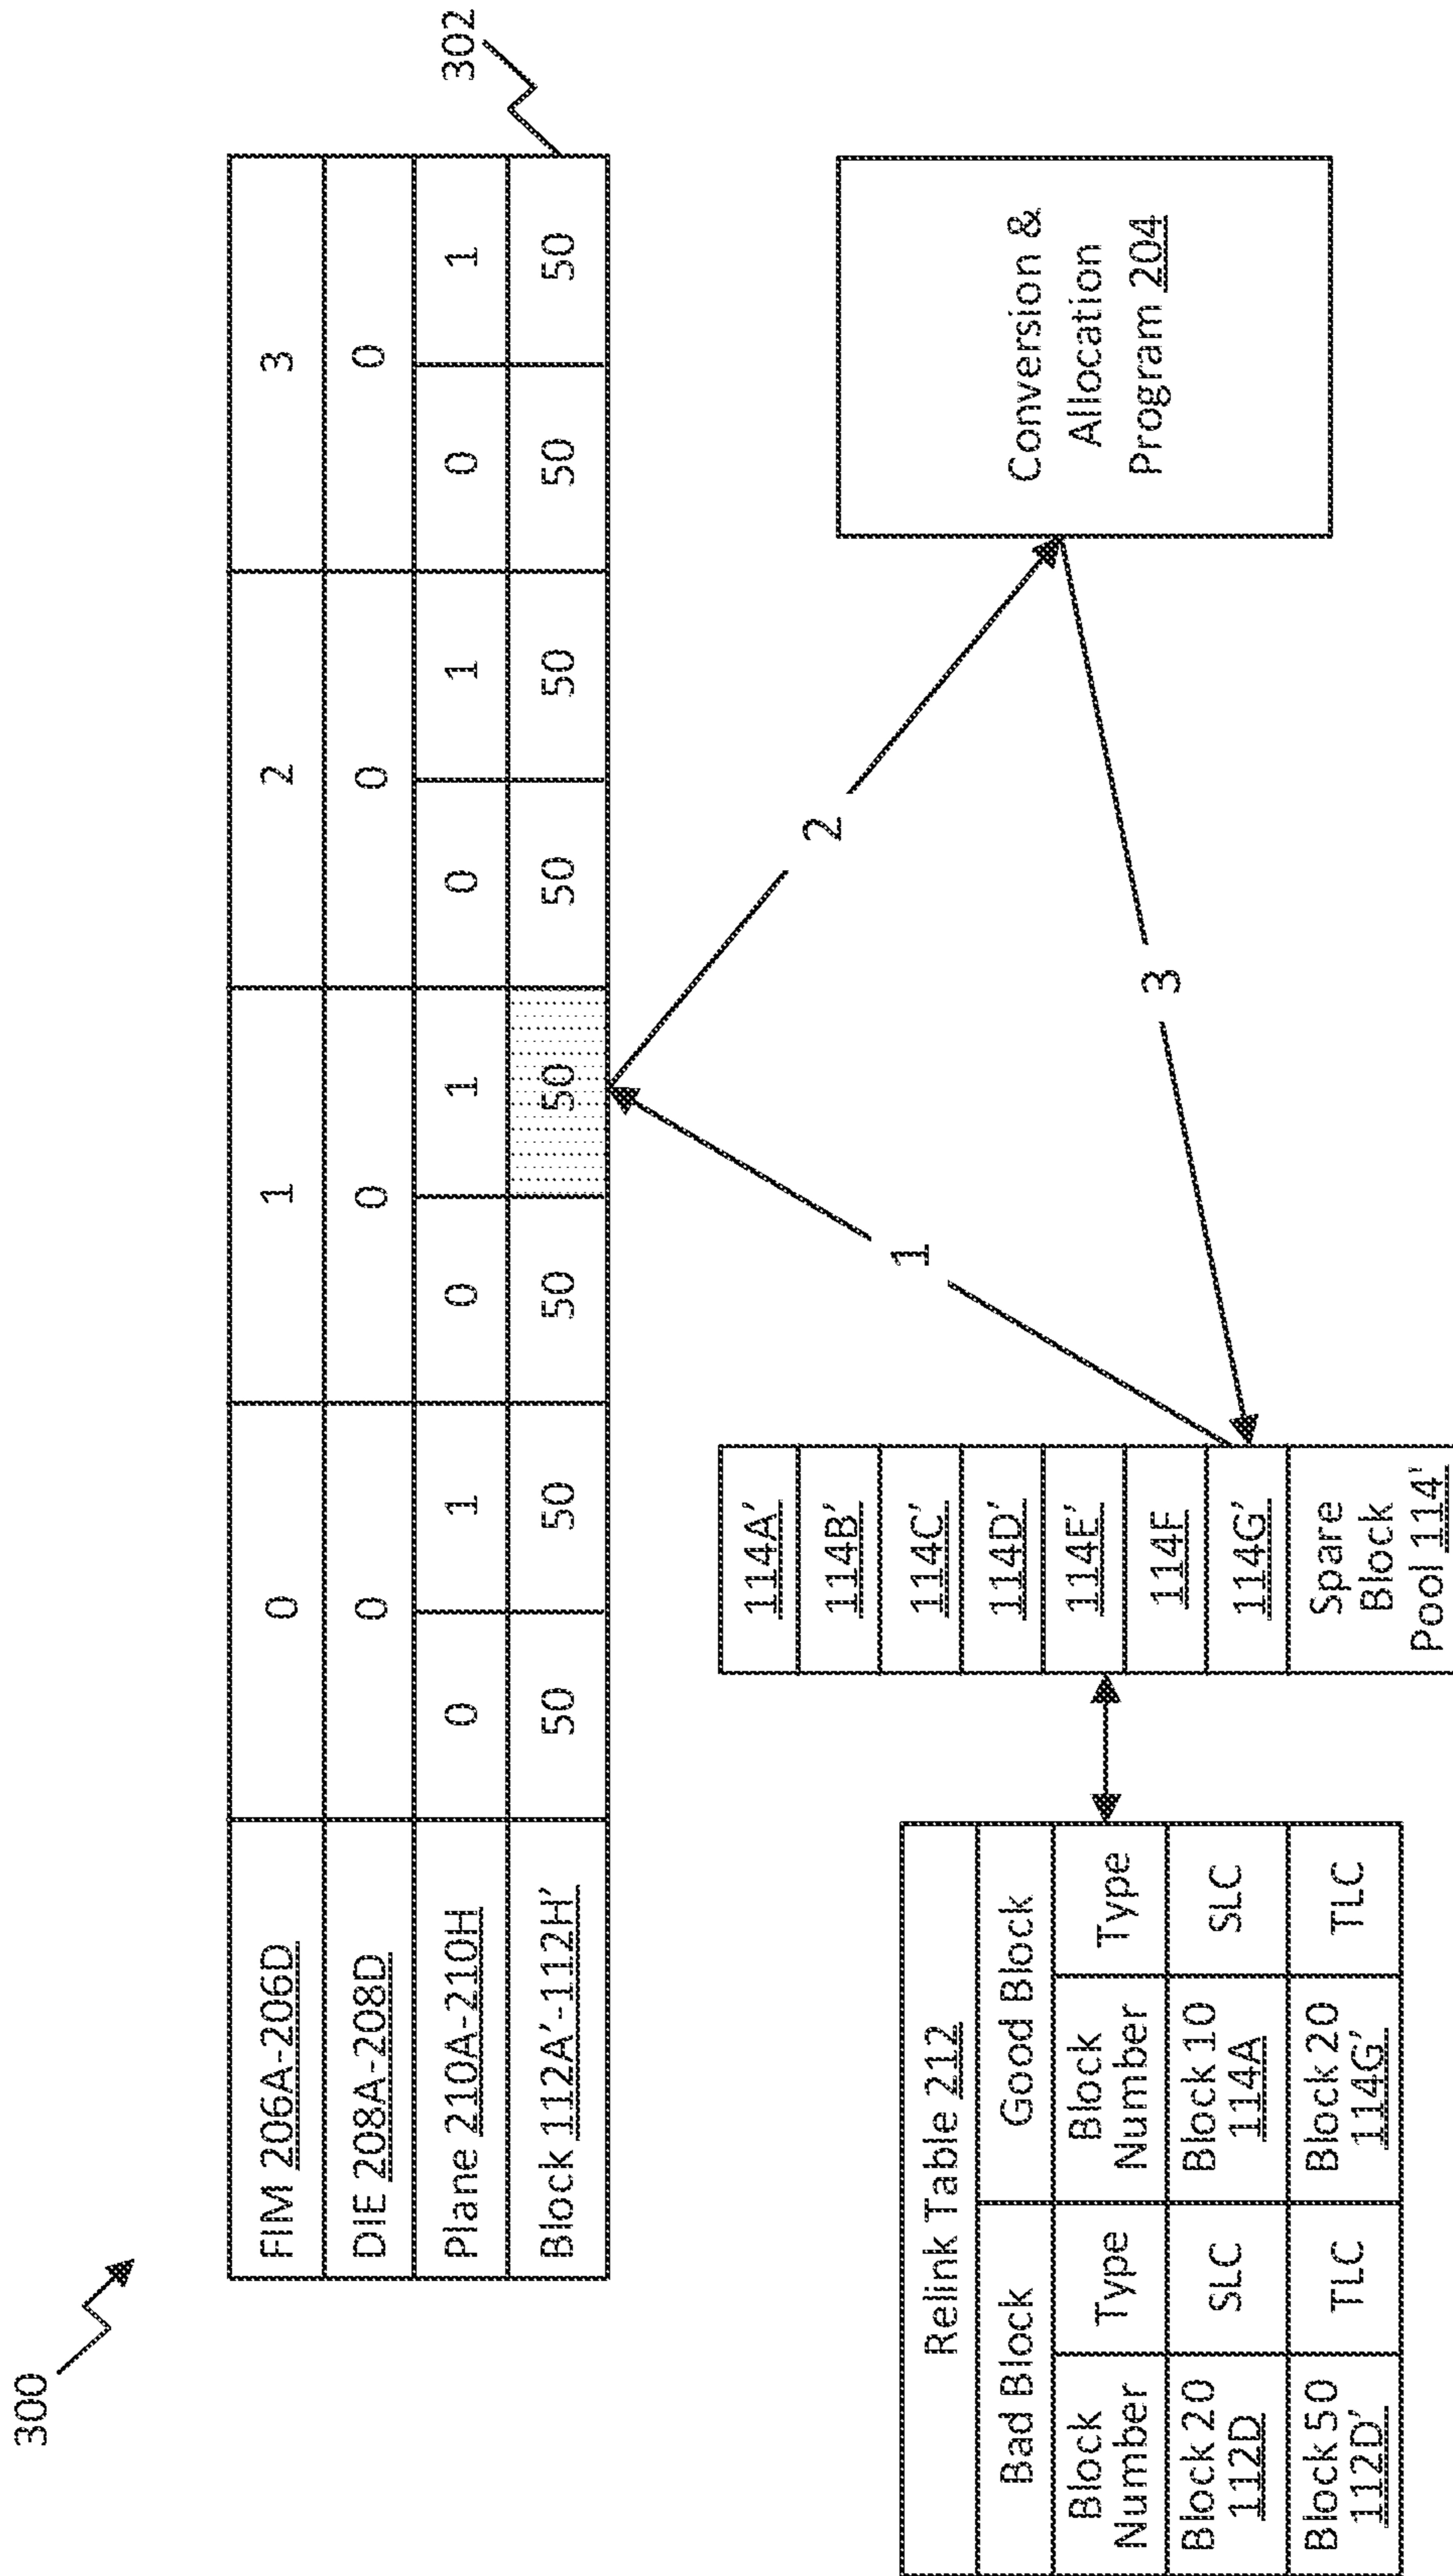 300
302
FIM 206A-206D 0 1 2 3
DIE 208A-208D 0 0 0 0
Plane 210A-210H 0 1 0 1 0 1 0 1
Block 112A'-112H' 50 50 50 50 50 50 50 50
1
2
3
Conversion &
Allocation
Program 204
114A'
114B'
114C'
114D'
114E'
114F
114G'
Spare
Block
Pool 114'
Relink Table 212
Bad Block Good Block
Block
Number
Type
Block
Number
Type
Block 20
112D
SLC
Block 10
114A
SLC
Block 50
112D'
TLC
Block 20
114G'
TLC